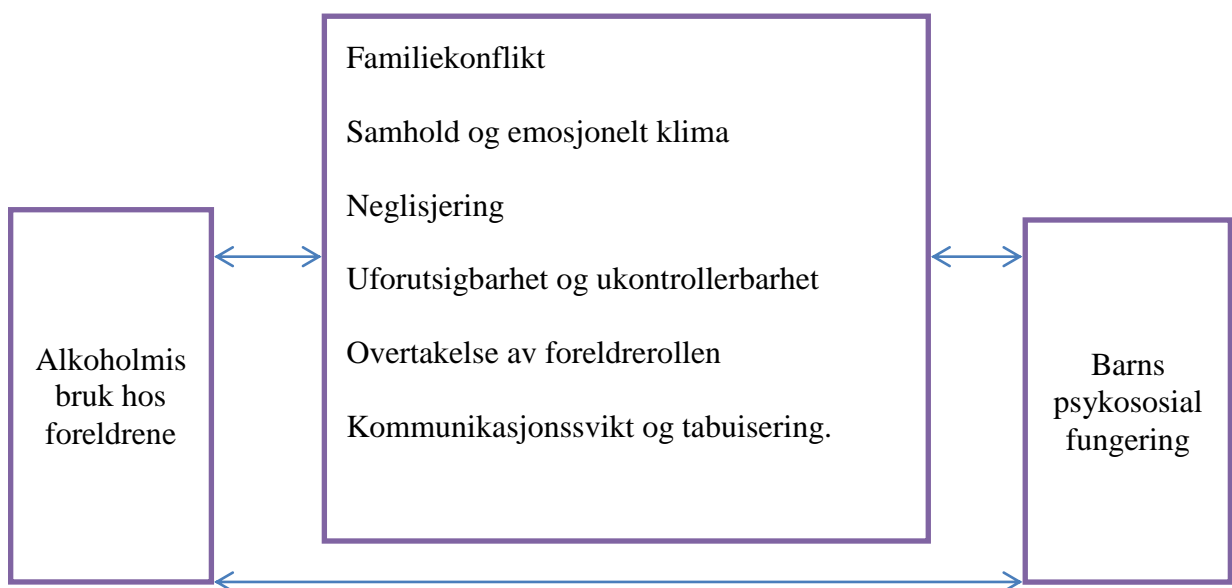 Alkoholmis
bruk hos
foreldrene
Familiekonflikt
Samhold og emosjonelt klima
Neglisjering
Uforutsigbarhet og ukontrollerbarhet
Overtakelse av foreldrerollen
Kommunikasjonssvikt og tabuisering.
Barns
psykososial
fungering